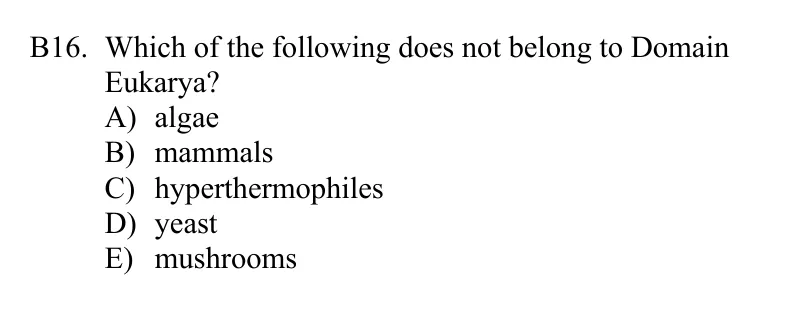 B16. Which of the following does not belong to Domain
Eukarya?
A) algae
B) mammals
C) hyperthermophiles
D) yeast
E) mushrooms